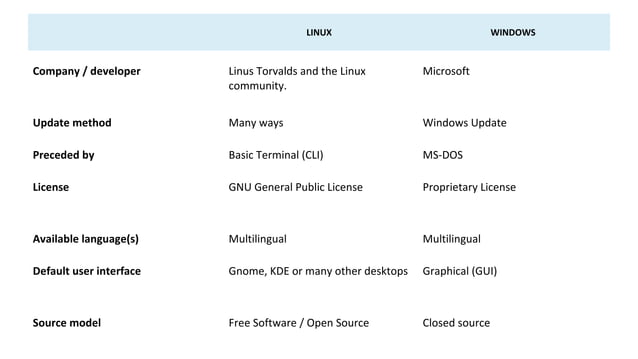 LINUX WINDOWS
Company / developer Linus Torvalds and the Linux Microsoft
community.
Update method Many ways Windows Update
Preceded by Basic Terminal (CLI) MS-DOS
License GNU General Public License Proprietary License
Available language(s) Multilingual Multilingual
Default user interface Gnome, KDE or many other desktops Graphical (GUI)
Source model Free Software / Open Source Closed source